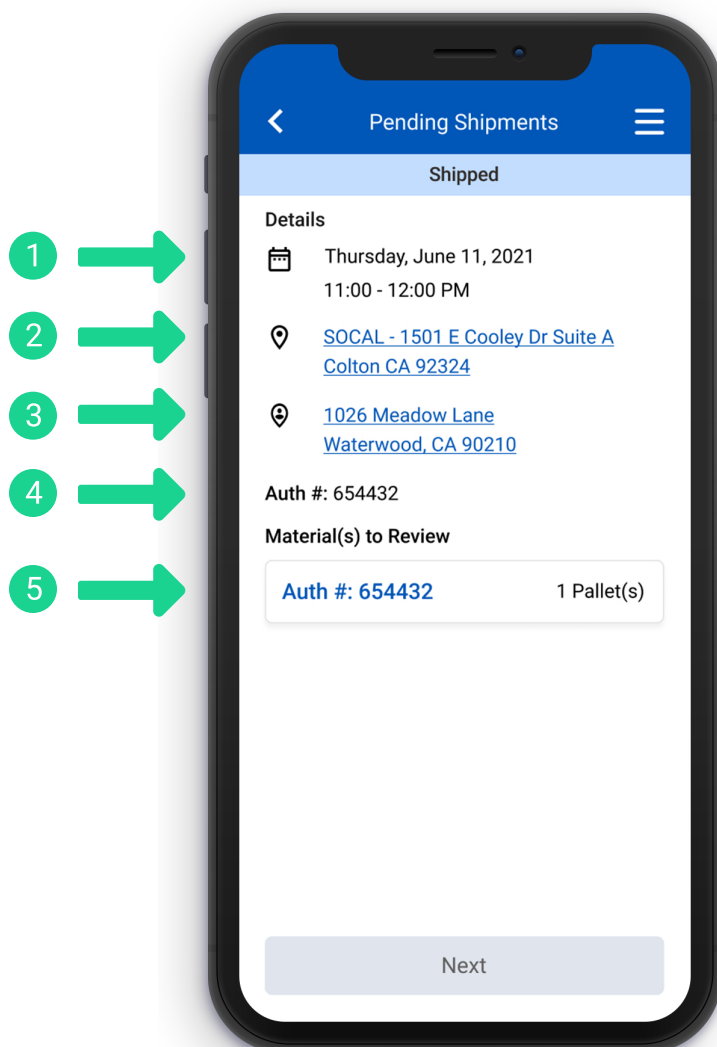 Pending Shipments
Shipped
Details
1
Thursday, June 11, 2021
11:00 - 12:00 PM
2
SOCAL - 1501 E Cooley Dr Suite A
Colton CA 92324
3
1026 Meadow Lane
Waterwood, CA 90210
4
Auth #: 654432
Material(s) to Review
5
Auth #: 654432 1 Pallet(s)
Next